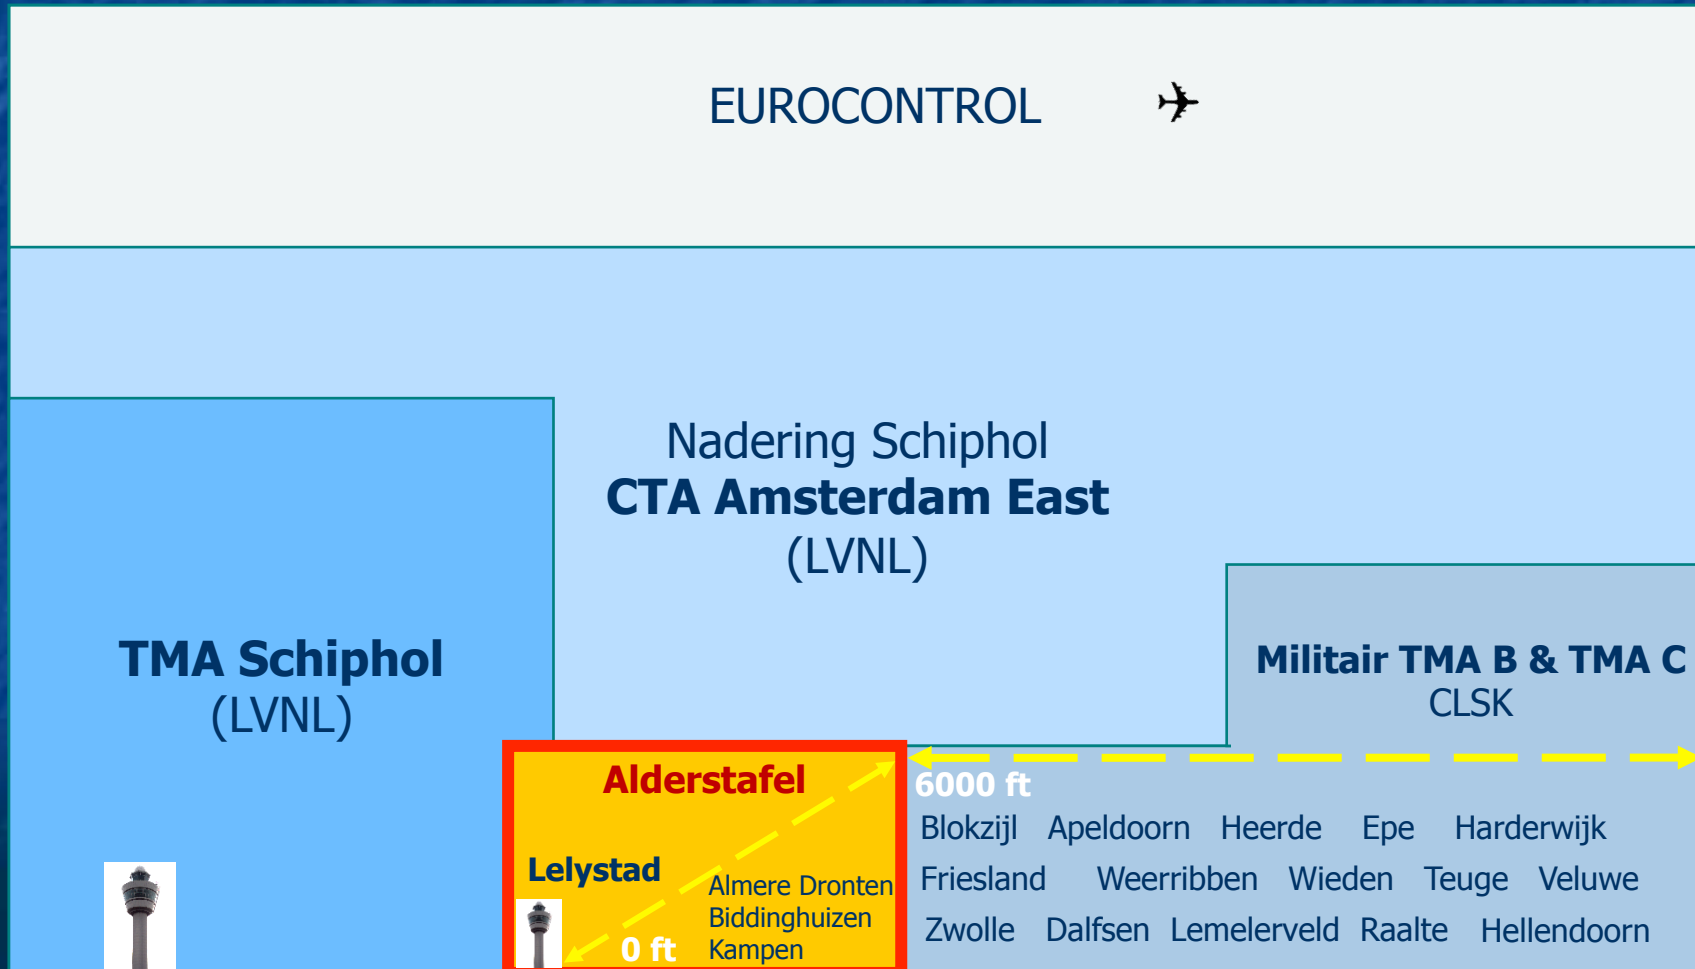 EUROCONTROL
Nadering Schiphol
CTA Amsterdam East
(LVNL)
TMA Schiphol
(LVNL)
Militair TMA B & TMA C
CLSK
Alderstafel
Lelystad
0 ft
Almere Dronten
Biddinghuizen
Kampen
6000 ft
Blokzijl Apeldoorn Heerde Epe Harderwijk
Friesland Weerribben Wieden Teuge Veluwe
Zwolle Dalfsen Lemelerveld Raalte Hellendoorn